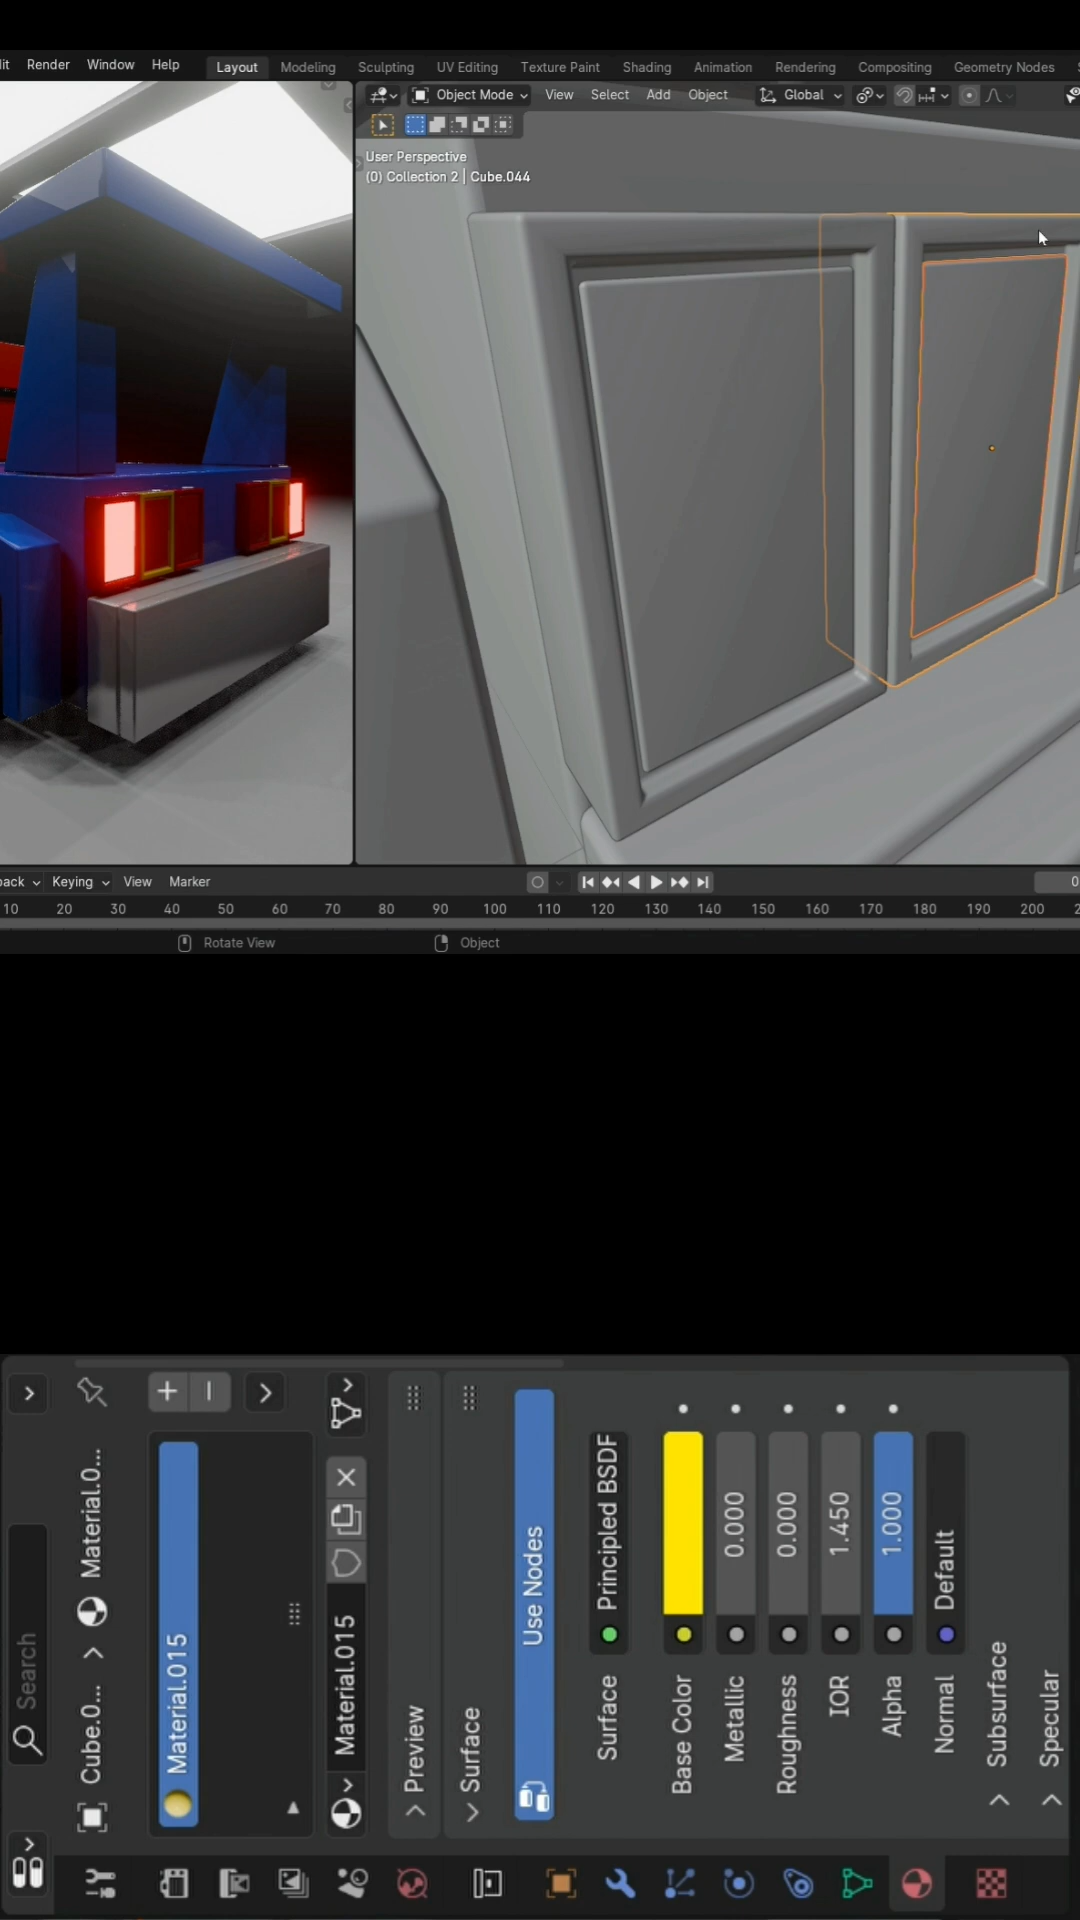 it Render Window Help Layout Modeling Sculpting UV Editing Texture Paint Shading Animation Rendering Compositing Geometry Nodes
Object Mode View Select Add Object Global
User Perspective
(0) Collection 2 | Cube.044
back Keying View Marker
0
10 20 30 40 50 60 70 80 90 100 110 120 130 140 150 160 170 180 190 200
Rotate View Object
Search
Cube.0... > Material.0...
Material.015
Material.015
Preview
Surface
Use Nodes
Surface Principled BSDF
Base Color
Metallic 0.000
Roughness 0.000
IOR 1.450
Alpha 1.000
Normal Default
Subsurface
Specular